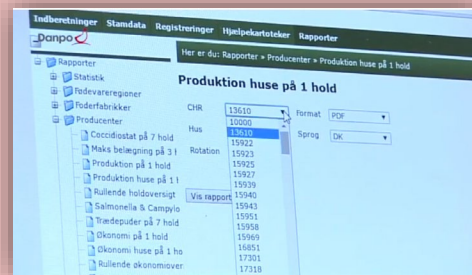 Indberetninger Stamdata Registreringer Hjælpekartoteker Rapporter
Danpo
Her er du: Rapporter » Producenter » Produktion huse på 1 hold
Rapporter
Statistik
Fødevareregioner
Foderfabrikker
Producenter
Coccidiostat på 7 hold
Maks belægning på 3 h
Produktion på 1 hold
Produktion huse på 1 h
Rullende holdoversigt
Salmonella & Campylo
Trædepuder på 7 hold
Økonomi på 1 hold
Økonomi huse på 1 ho
Rullende økonomiover
Produktion huse på 1 hold
CHR 13610 Format PDF
Hus Sprog DK
Rotation
Vis rapport
10000
13610
15922
15923
15925
15927
15939
15940
15943
15951
15958
15969
16851
17301
17318